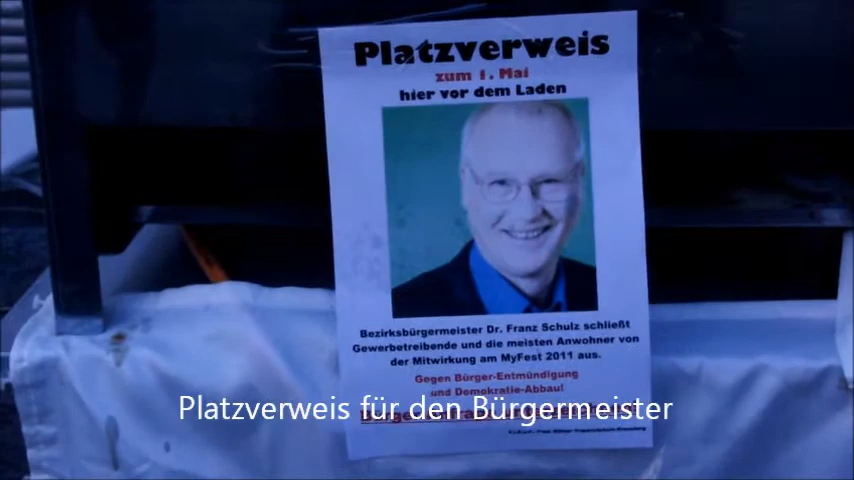 Platzverweis
zum 1. Mai
hier vor dem Laden
Bezirksbürgermeister Dr. Franz Schulz schließt
Gewerbetreibende und die meisten Anwohner von
der Mitwirkung am MyFest 2011 aus.
Gegen Bürger-Entmündigung
und Demokratie-Abbau!
Platzverweis für den Bürgermeister